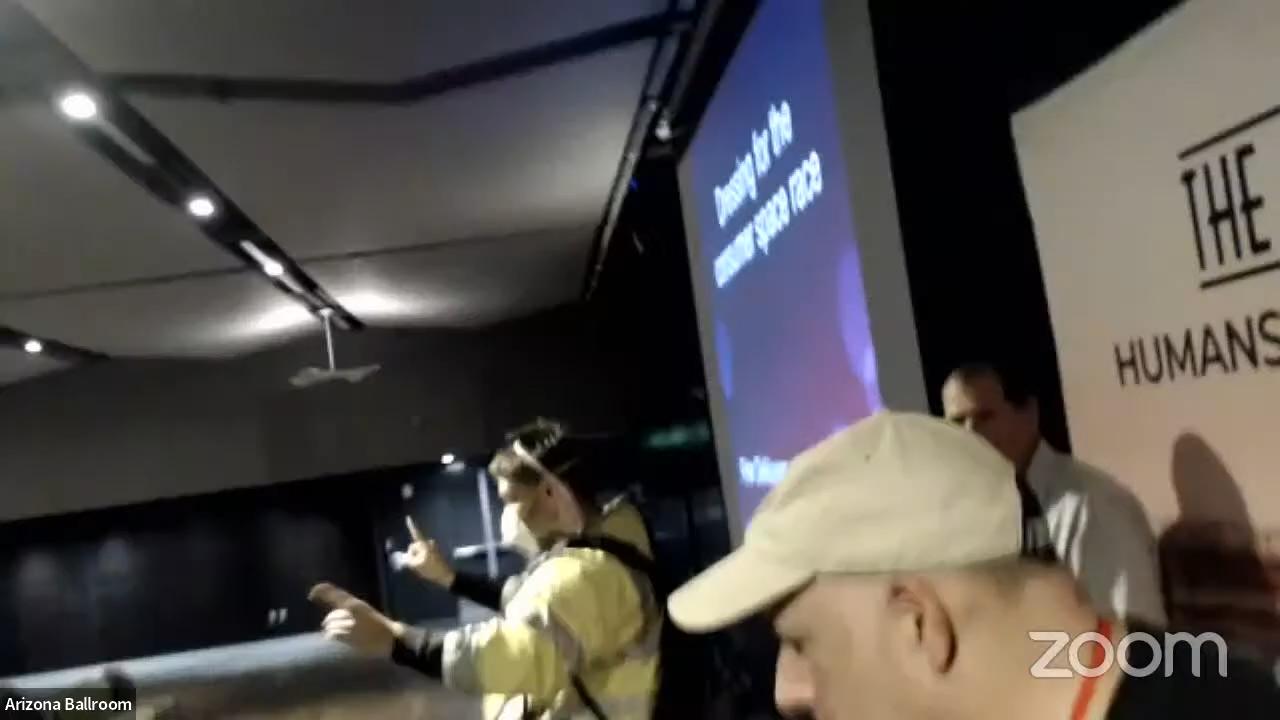 Dressing for the
consumer space race
THE
HUMANS
zoom
Arizona Ballroom